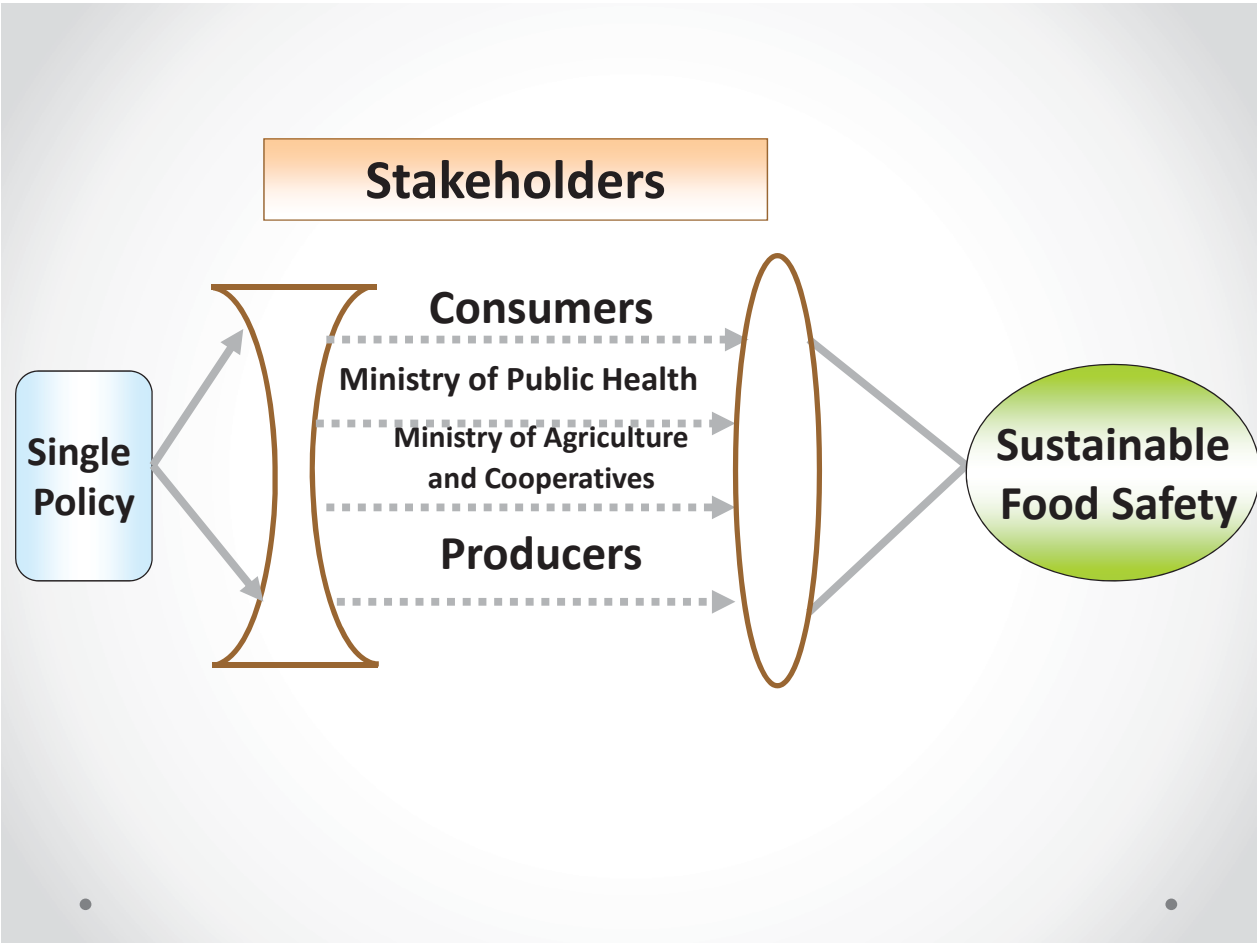 Stakeholders
Consumers
Ministry of Public Health
Ministry of Agriculture
and Cooperatives
Producers
Single
Policy
Sustainable
Food Safety